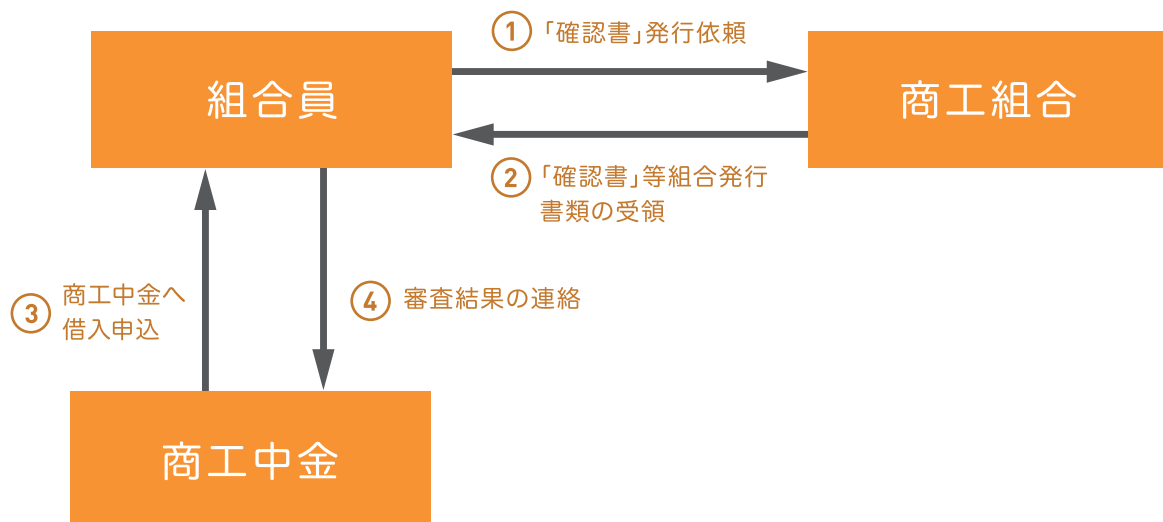 ① 「確認書」発行依頼
組合員
商工組合
② 「確認書」等組合発行
書類の受領
③ 商工中金へ
借入申込
④ 審査結果の連絡
商工中金